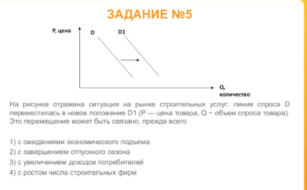 ЗАДАНИЕ №5
P, цена
D
D1
Q,
количество
На рисунке отражена ситуация на рынке строительных услуг: линия спроса D
переместилась в новое положение D1 (P — цена товара, Q – объем спроса товара).
Это перемещение может быть связано, прежде всего
1) с ожиданиями экономического подъема
2) с завершением отпускного сезона
3) с увеличением доходов потребителей
4) с ростом числа строительных фирм